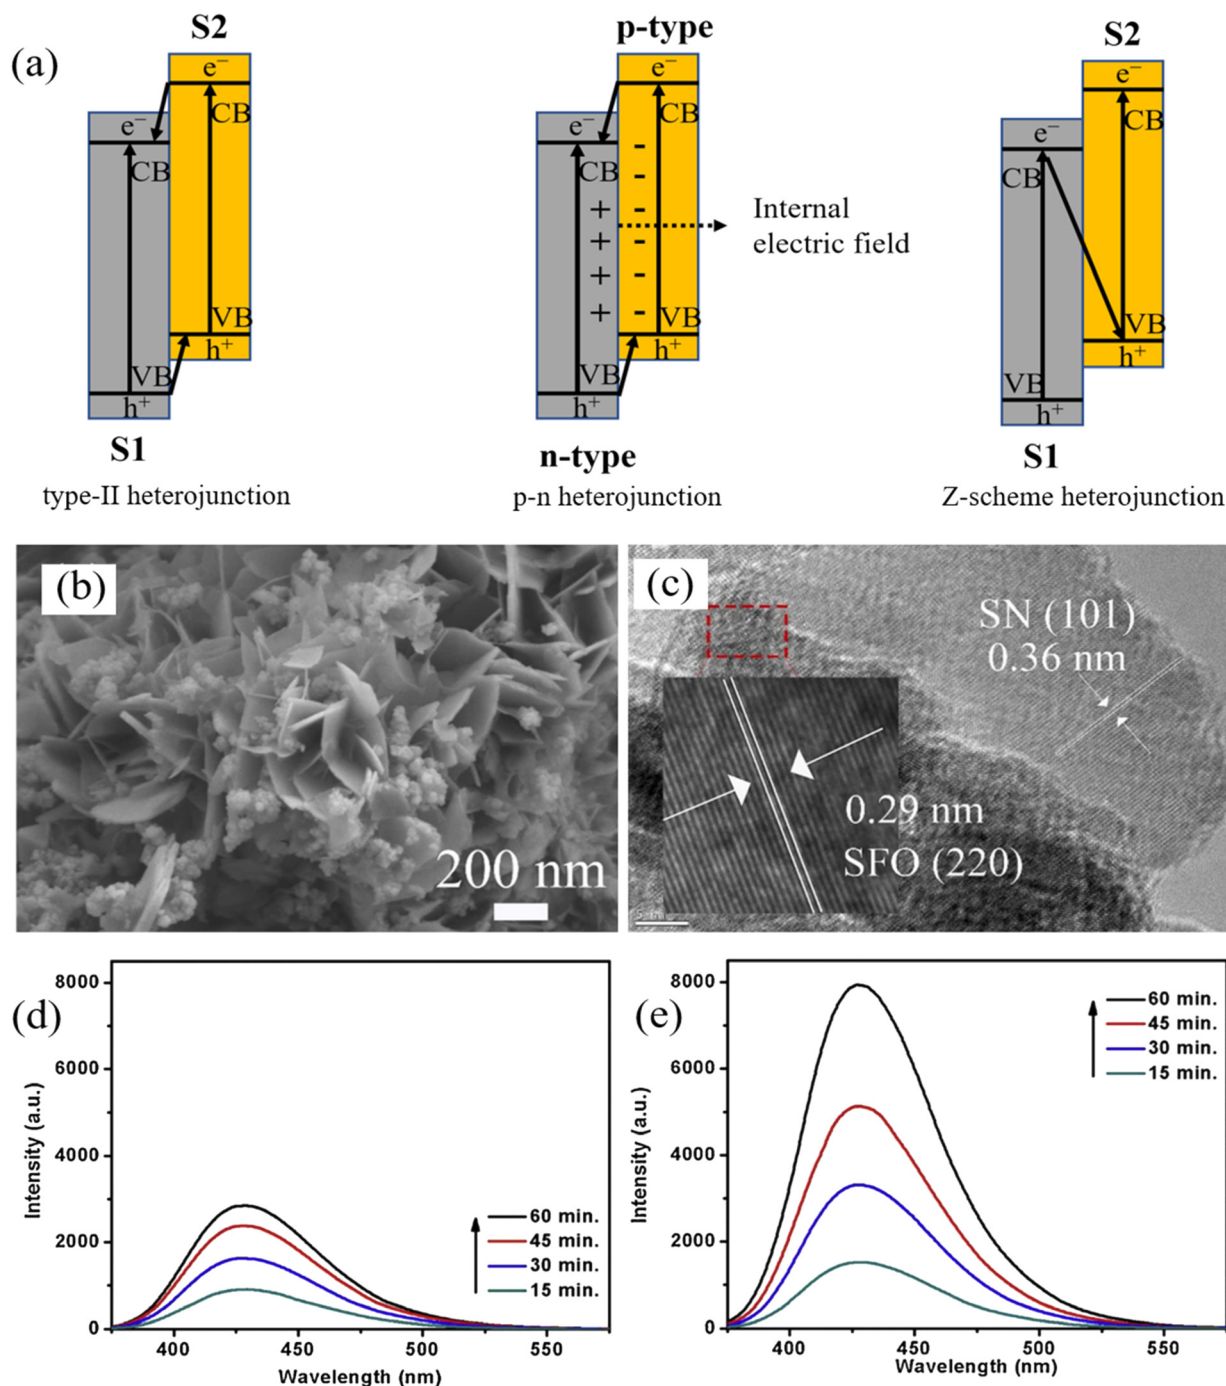 (a)
S2
e⁻
CB
e⁻
CB
VB
h⁺
VB
h⁺
S1
type-II heterojunction
p-type
e⁻
CB
e⁻
CB
-
-
+ -
+ -
+ -
+ -
VB
h⁺
VB
h⁺
n-type
p-n heterojunction
Internal
electric field
S2
e⁻
CB
e⁻
CB
VB
h⁺
VB
h⁺
S1
Z-scheme heterojunction
(b)
200 nm
(c)
SN (101)
0.36 nm
0.29 nm
SFO (220)
(d)
8000
6000
4000
2000
0
Intensity (a.u.)
60 min.
45 min.
30 min.
15 min.
400 450 500 550
Wavelength (nm)
(e)
8000
6000
4000
2000
0
Intensity (a.u.)
60 min.
45 min.
30 min.
15 min.
400 450 500 550
Wavelength (nm)